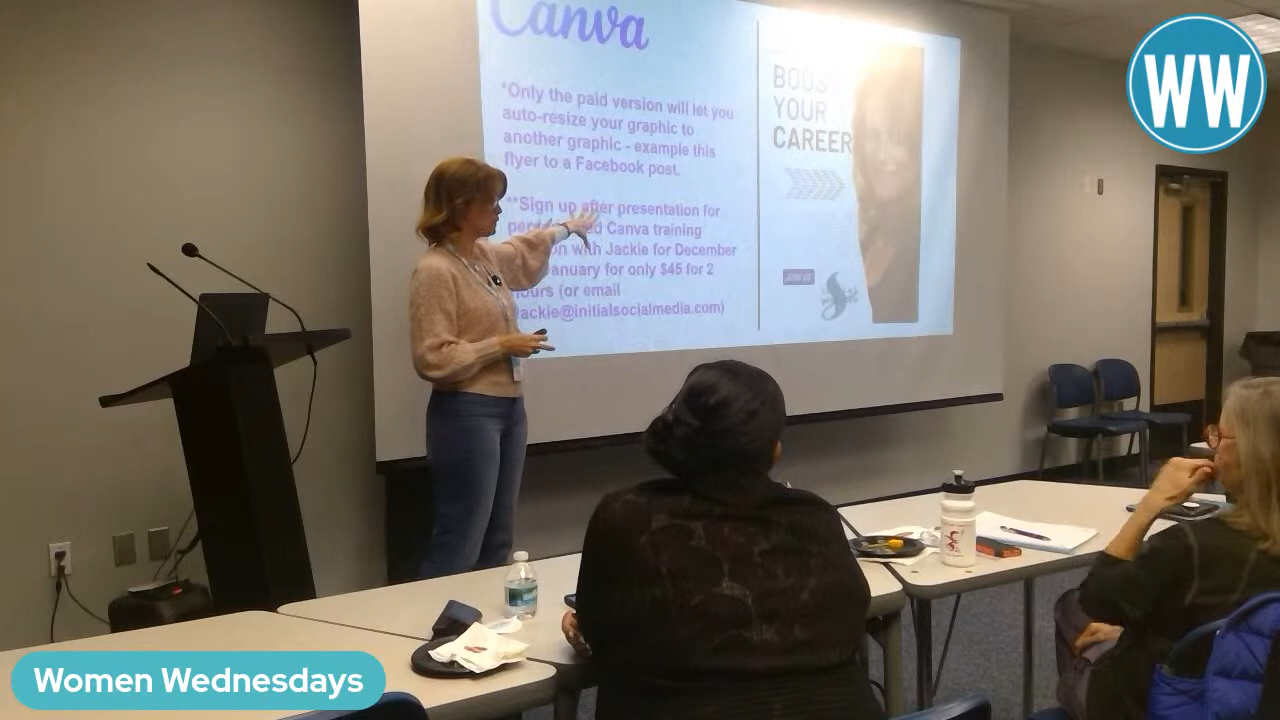 Canva
*Only the paid version will let you
auto-resize your graphic to
another graphic - example this
flyer to a Facebook post.
**Sign up after presentation for
Canva training
with Jackie for December
January for only $45 for 2
hours (or email
jackie@initialsocialmedia.com)
BOOST
YOUR
CAREER
WW
Women Wednesdays